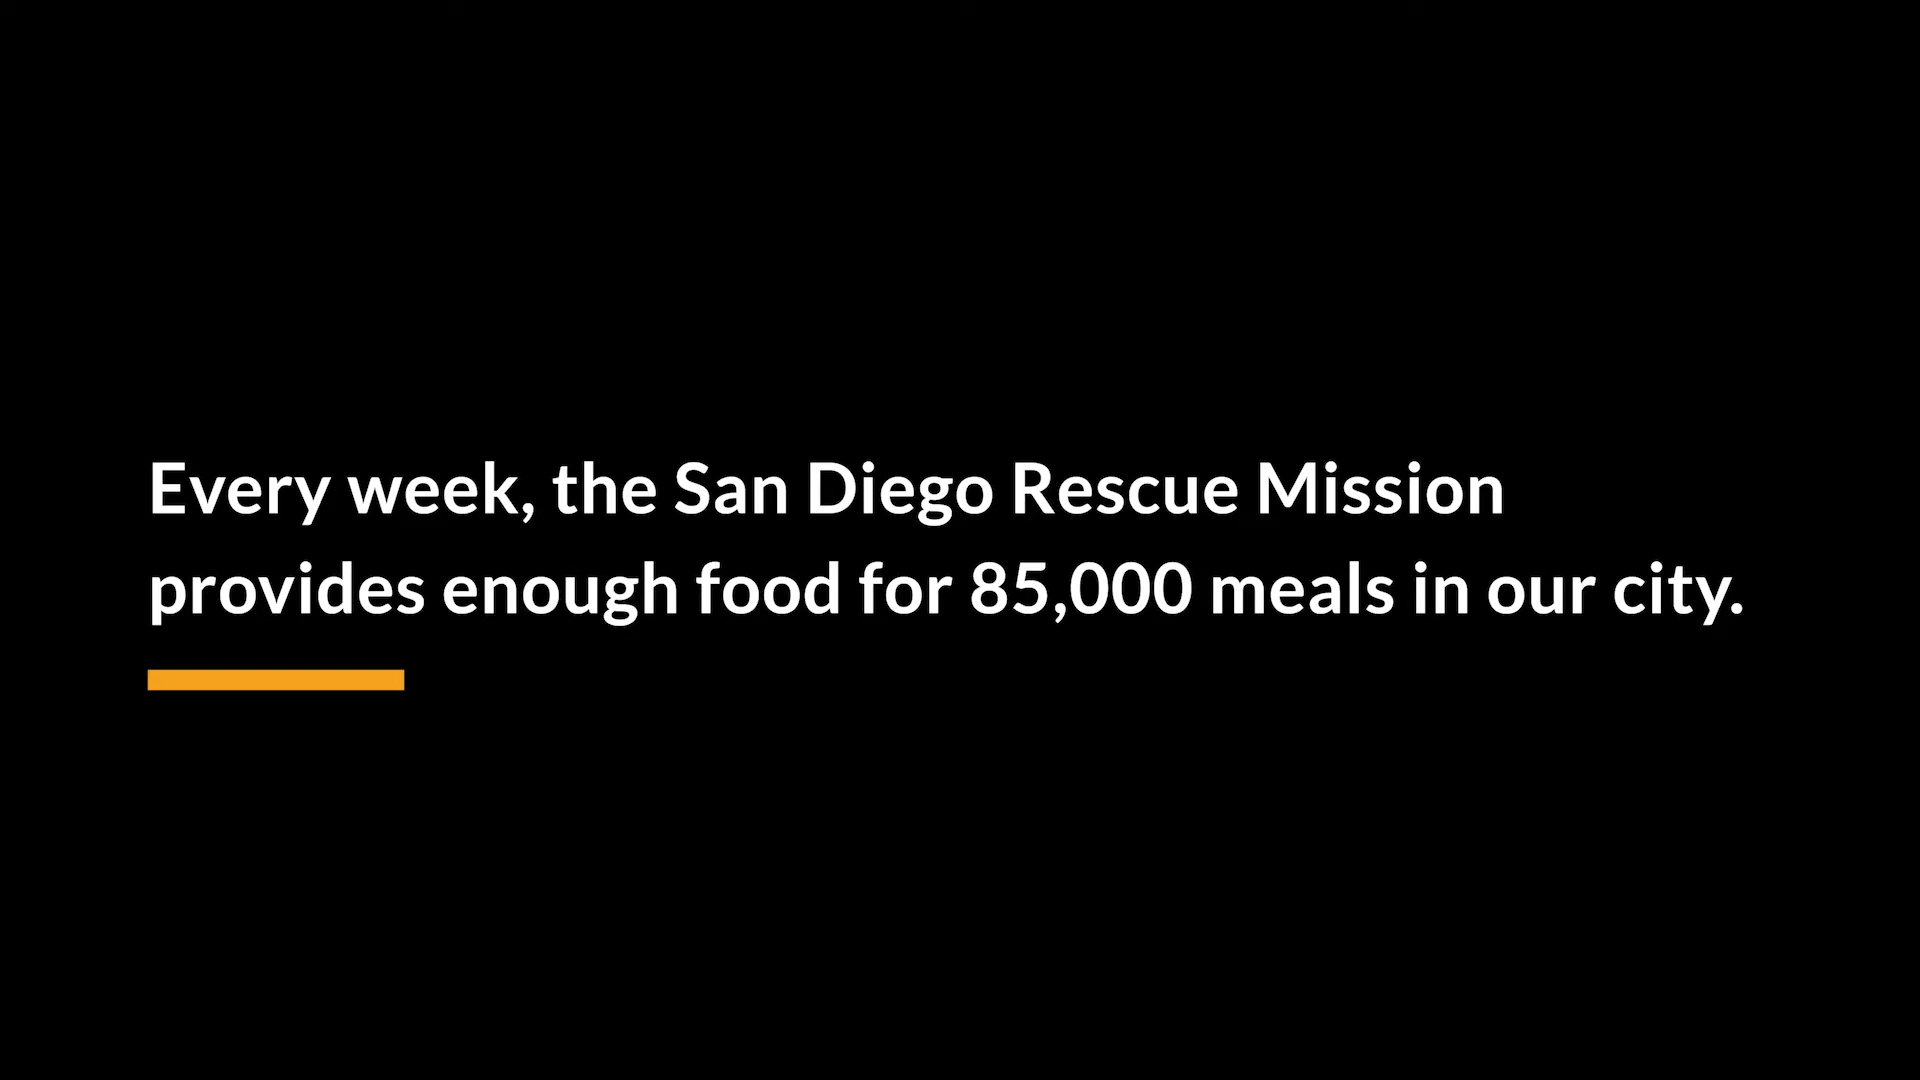 Every week, the San Diego Rescue Mission
provides enough food for 85,000 meals in our city.